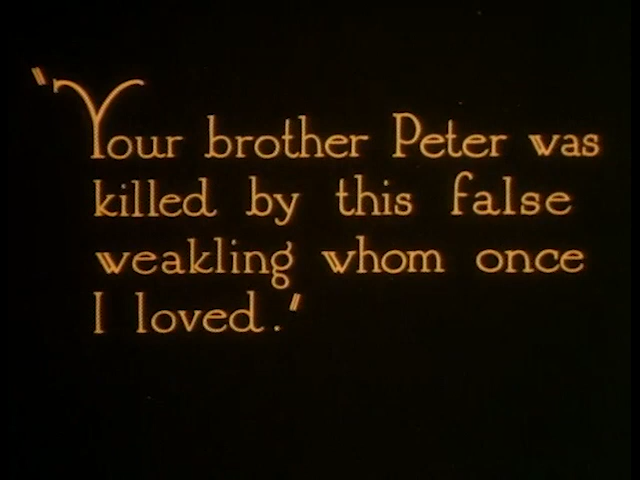 "Your brother Peter was
killed by this false
weakling whom once
I loved."